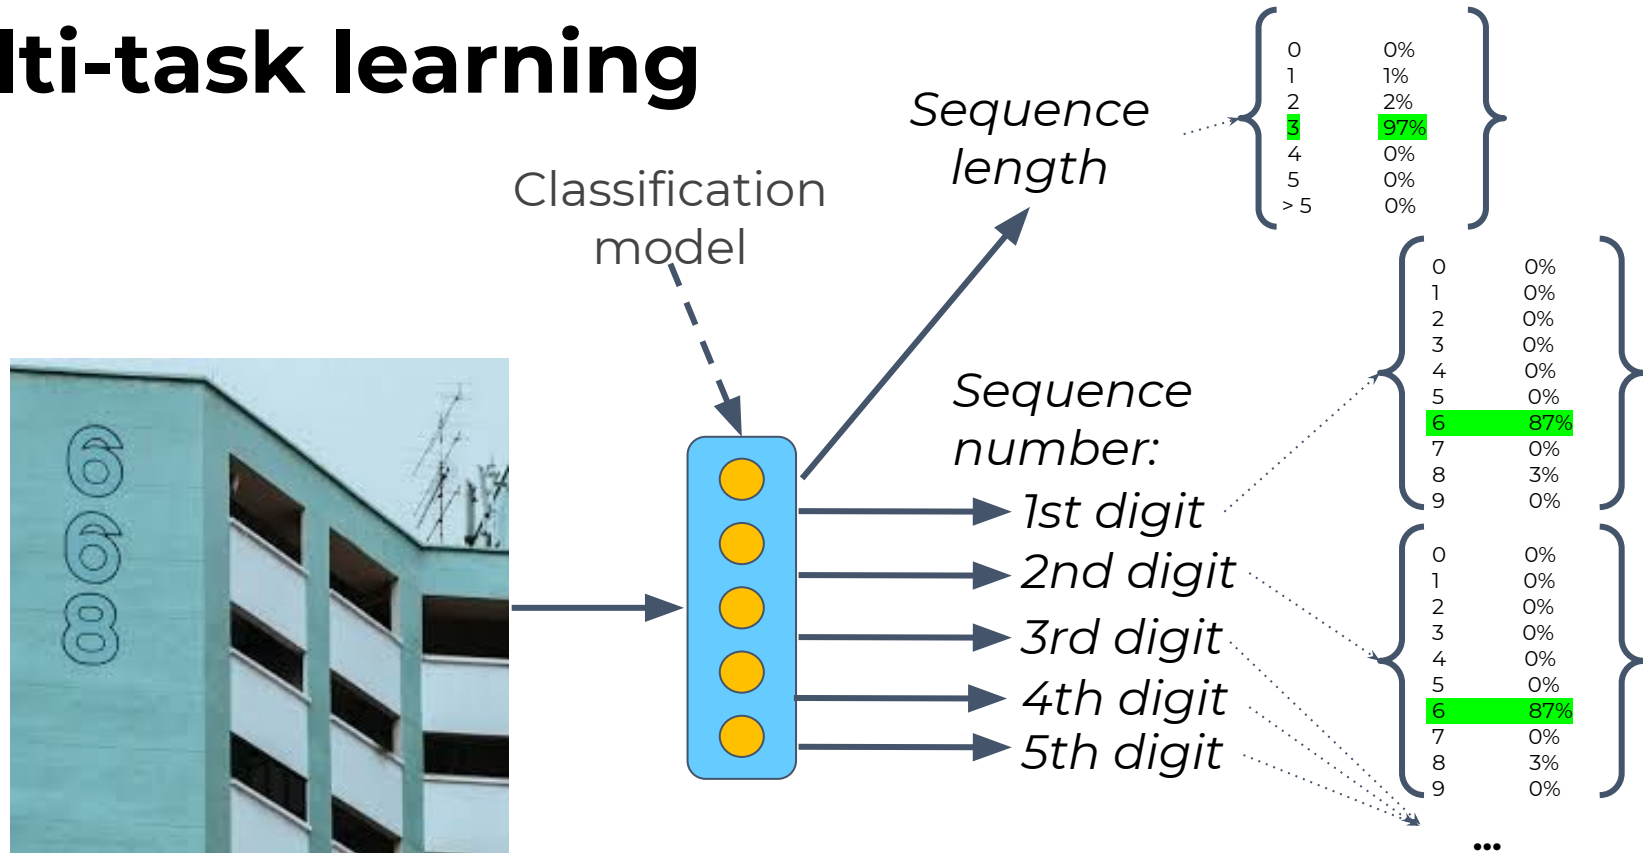 lti-task learning
Classification
model
Sequence
length
0 0%
1 1%
2 2%
3 97%
4 0%
5 0%
> 5 0%
6
6
8
Sequence
number:
1st digit
2nd digit
3rd digit
4th digit
5th digit
0 0%
1 0%
2 0%
3 0%
4 0%
5 0%
6 87%
7 0%
8 3%
9 0%
0 0%
1 0%
2 0%
3 0%
4 0%
5 0%
6 87%
7 0%
8 3%
9 0%
...